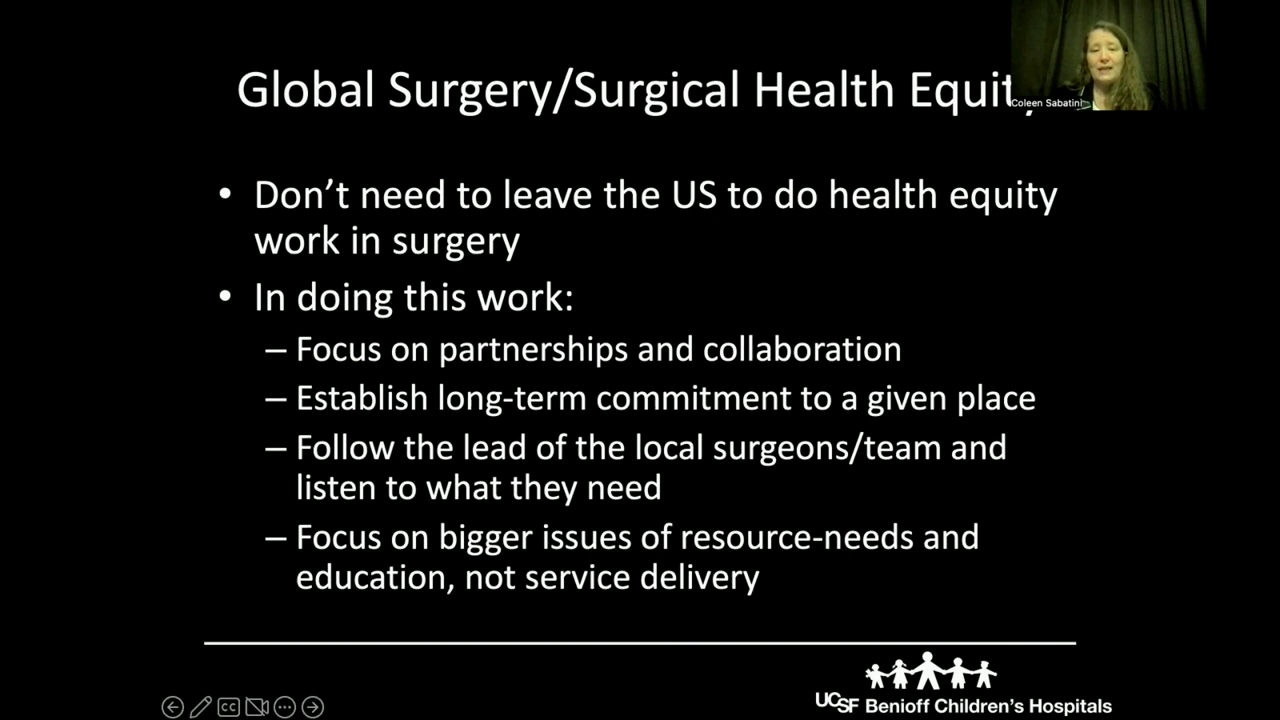 Global Surgery/Surgical Health Equity
Coleen Sabatini
• Don’t need to leave the US to do health equity
work in surgery
• In doing this work:
– Focus on partnerships and collaboration
– Establish long-term commitment to a given place
– Follow the lead of the local surgeons/team and
listen to what they need
– Focus on bigger issues of resource-needs and
education, not service delivery
UCSF Benioff Children’s Hospitals
CC